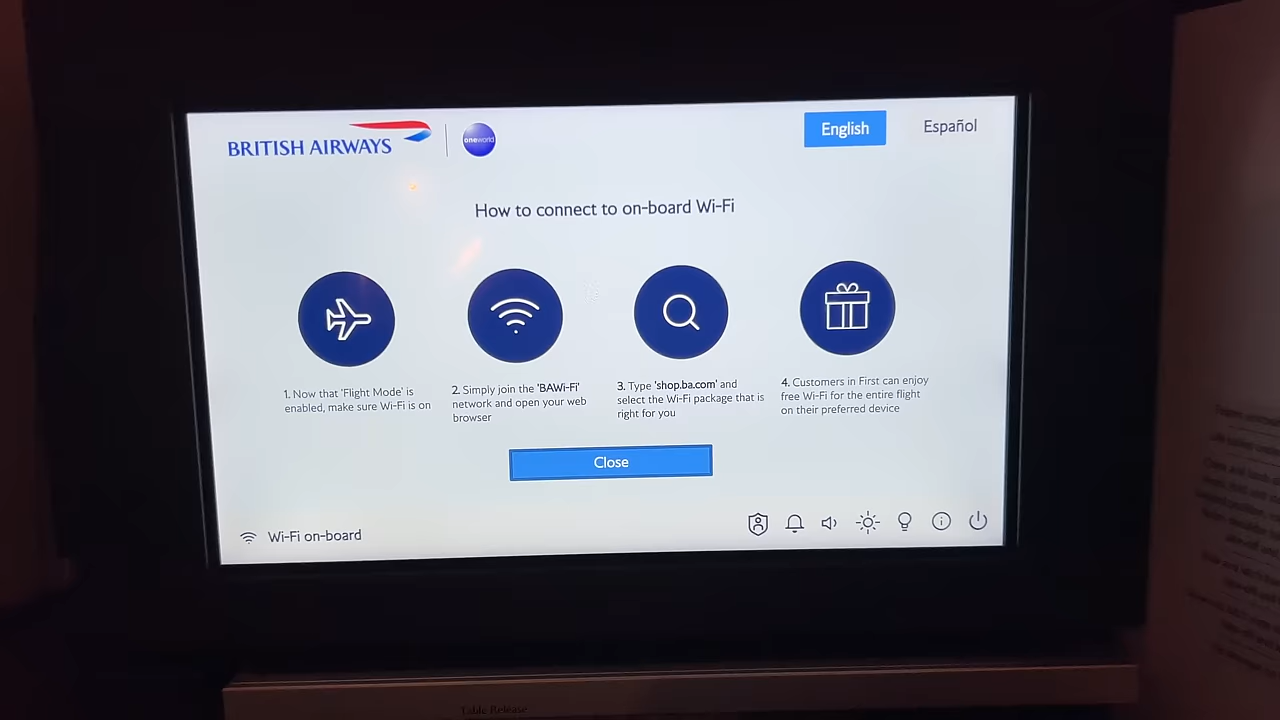 BRITISH AIRWAYS
oneworld
English
Español
How to connect to on-board Wi-Fi
1. Now that 'Flight Mode' is
enabled, make sure Wi-Fi is on
2. Simply join the 'BAWi-Fi'
network and open your web
browser
3. Type 'shop.ba.com' and
select the Wi-Fi package that is
right for you
4. Customers in First can enjoy
free Wi-Fi for the entire flight
on their preferred device
Close
Wi-Fi on-board
Table Release